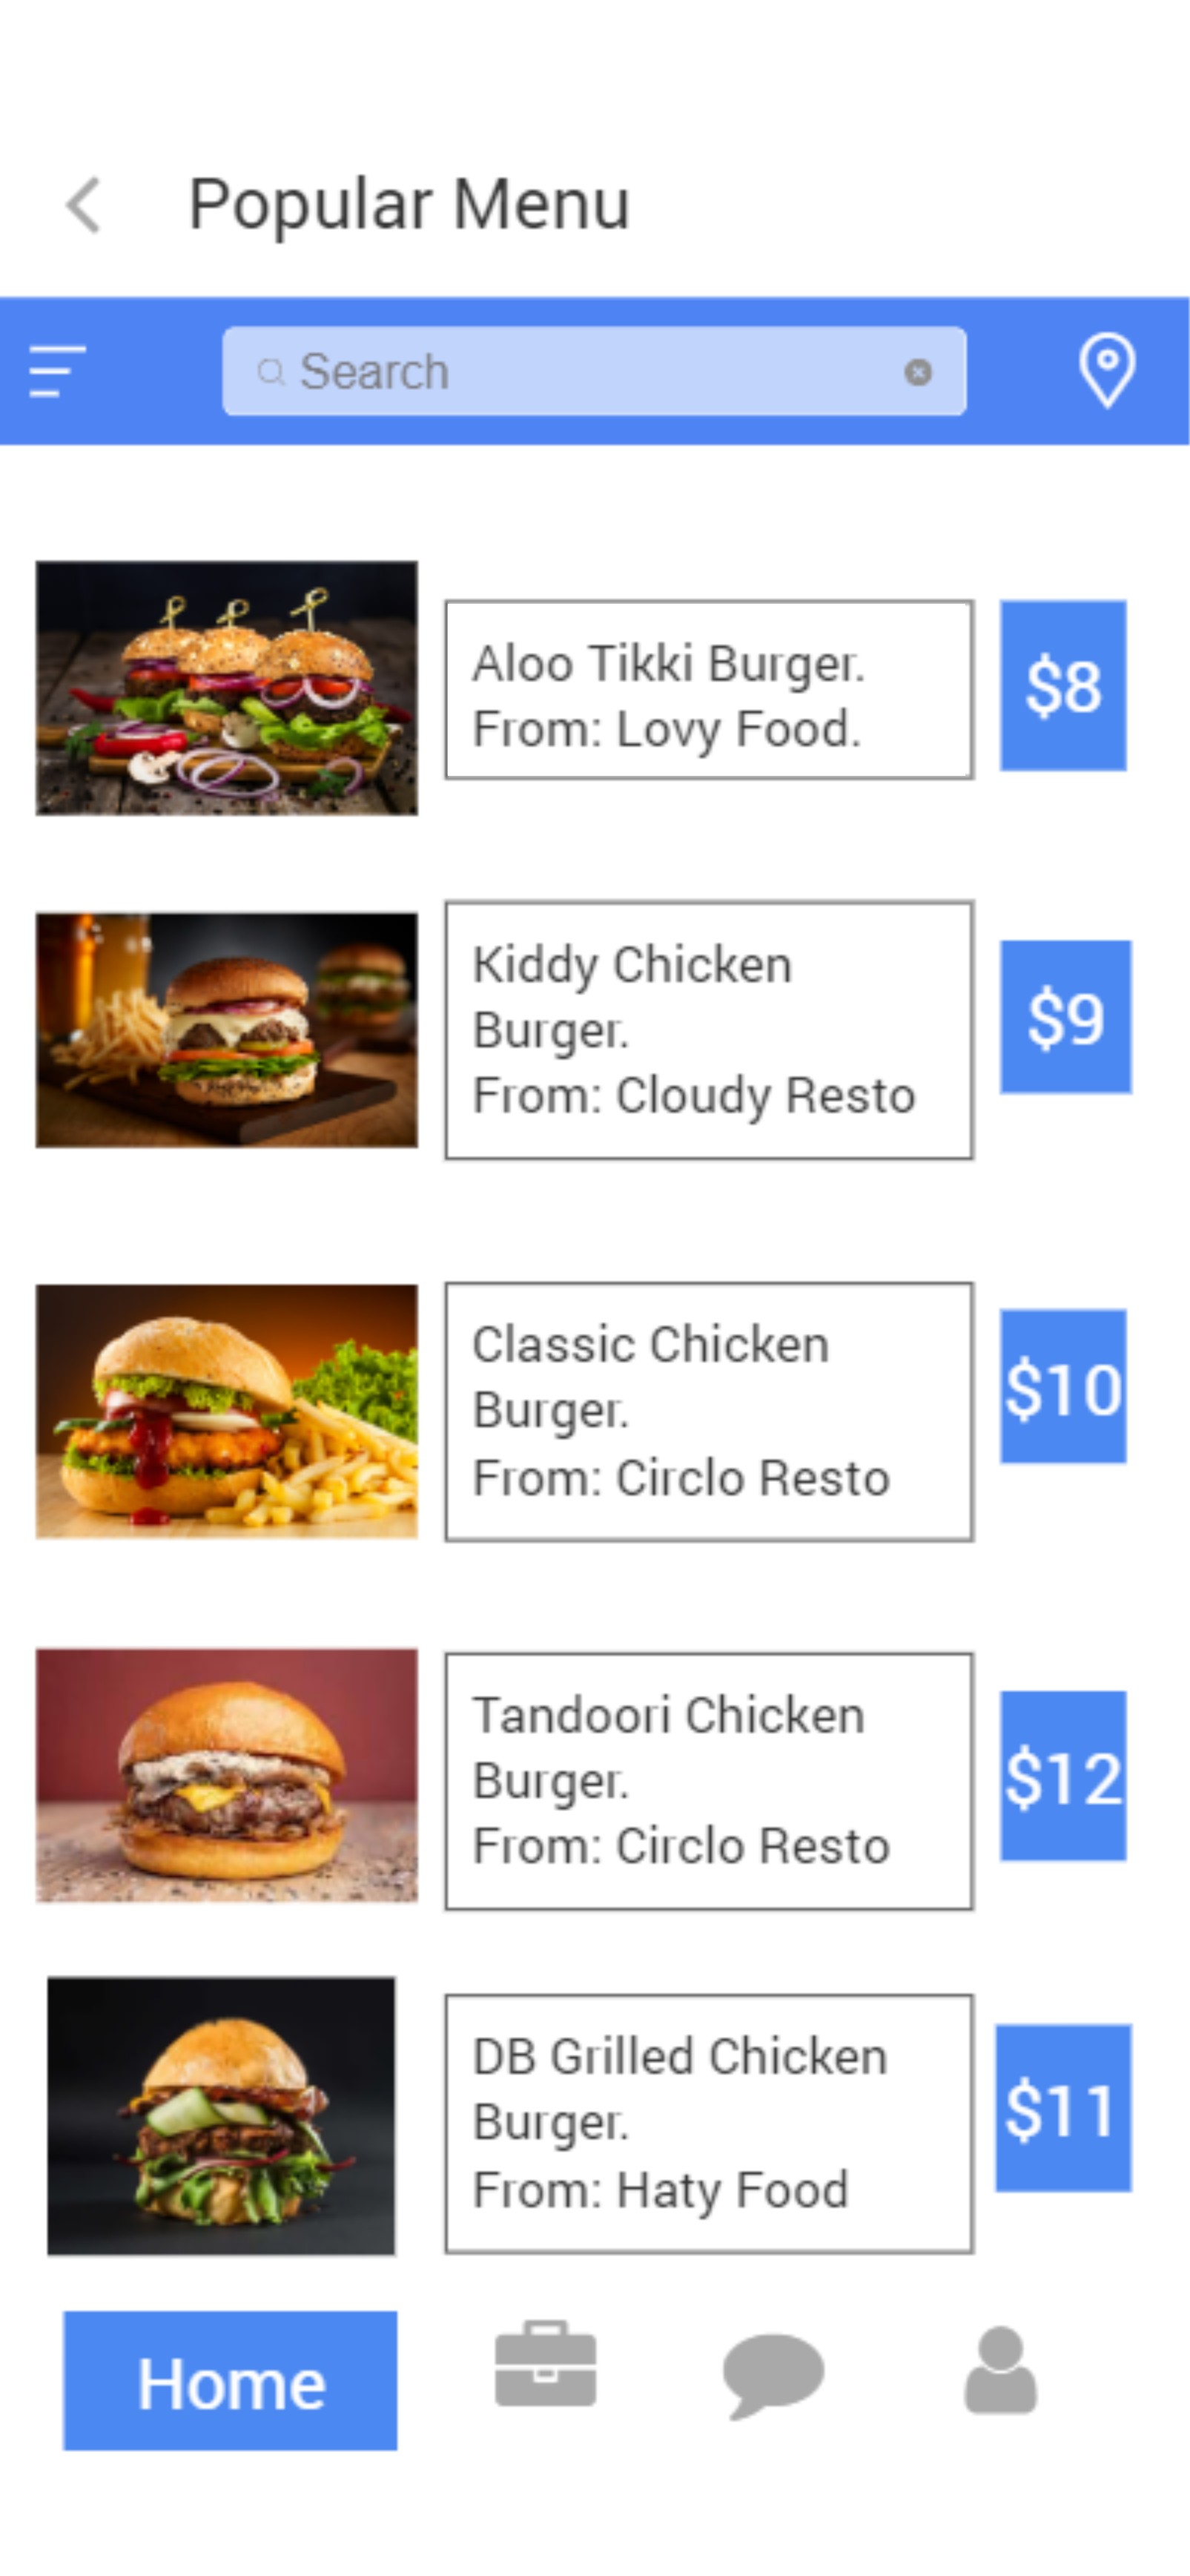 Popular Menu
Search
Aloo Tikki Burger.
From: Lovy Food.
$8
Kiddy Chicken
Burger.
From: Cloudy Resto
$9
Classic Chicken
Burger.
From: Circlo Resto
$10
Tandoori Chicken
Burger.
From: Circlo Resto
$12
DB Grilled Chicken
Burger.
From: Haty Food
$11
Home